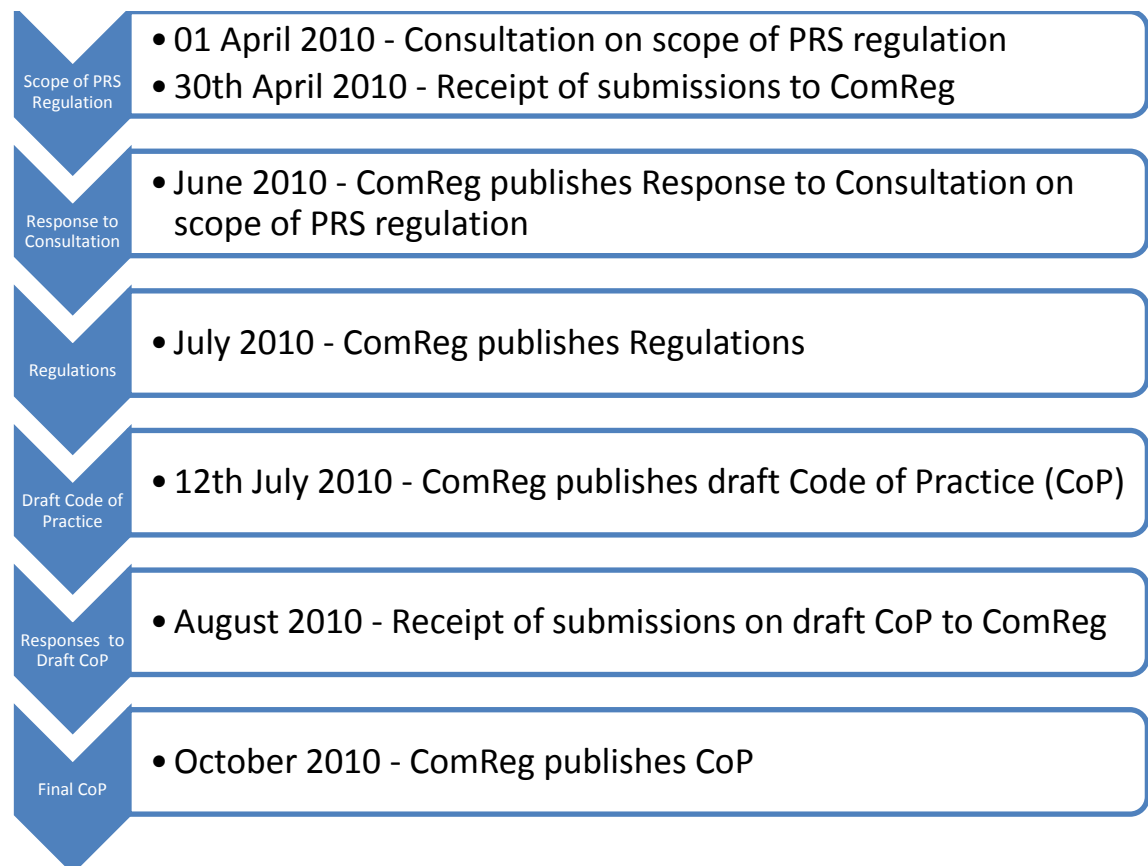 Scope of PRS
Regulation
• 01 April 2010 - Consultation on scope of PRS regulation
• 30th April 2010 - Receipt of submissions to ComReg
Response to
Consultation
• June 2010 - ComReg publishes Response to Consultation on
scope of PRS regulation
Regulations
• July 2010 - ComReg publishes Regulations
Draft Code of
Practice
• 12th July 2010 - ComReg publishes draft Code of Practice (CoP)
Responses to
Draft CoP
• August 2010 - Receipt of submissions on draft CoP to ComReg
Final CoP
• October 2010 - ComReg publishes CoP